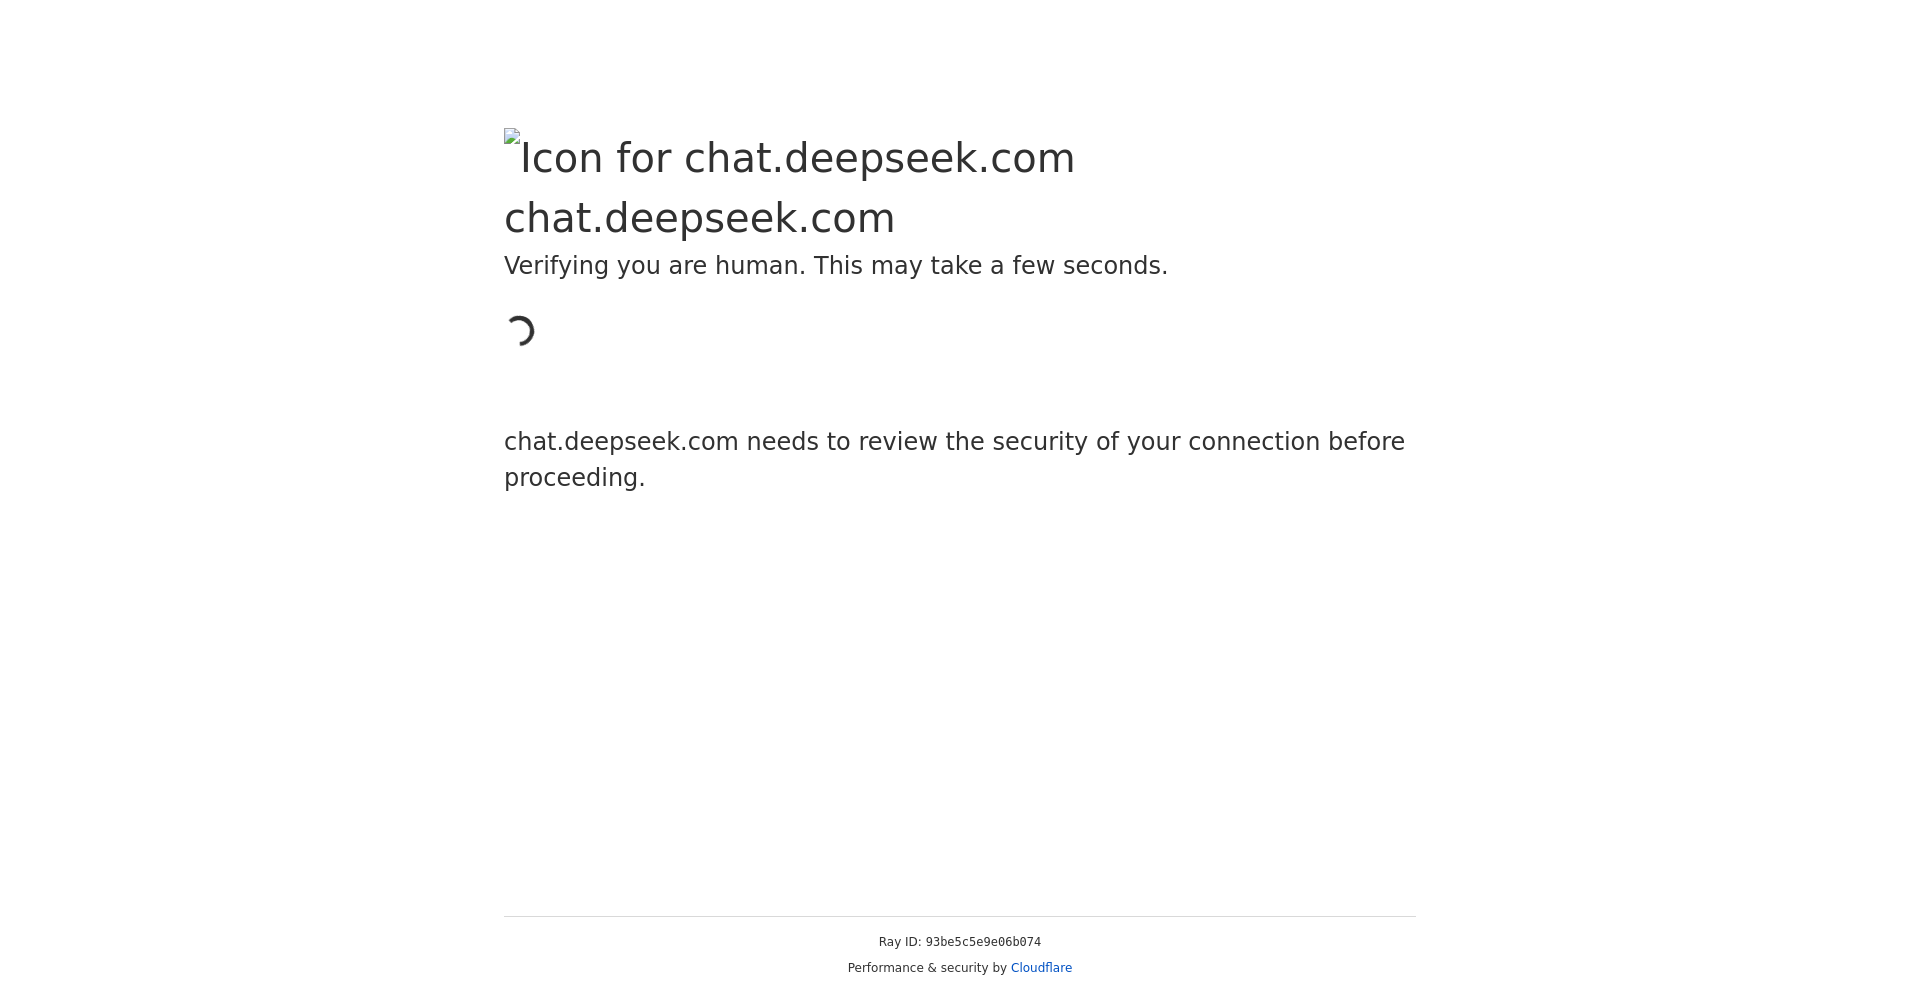 Icon for chat.deepseek.com
chat.deepseek.com
Verifying you are human. This may take a few seconds.
chat.deepseek.com needs to review the security of your connection before
proceeding.
Ray ID: 93be5c5e9e06b074
Performance & security by Cloudflare